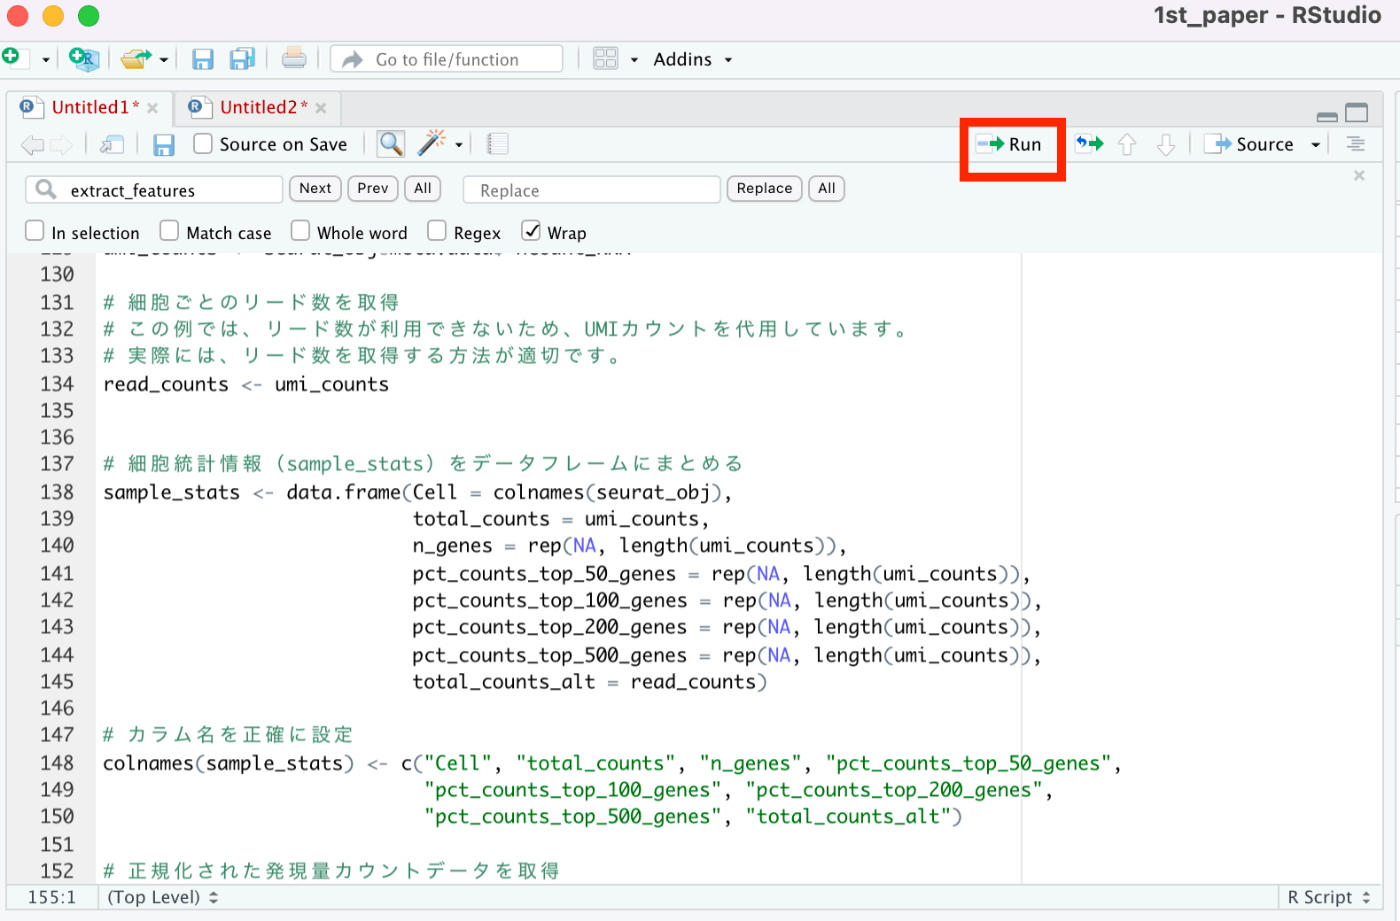 1st_paper - RStudio
Go to file/function
Addins
Untitled1*
Untitled2*
Source on Save
Run
Source
extract_features
Next
Prev
All
Replace
Replace
All
In selection
Match case
Whole word
Regex
Wrap
130
131 # 細胞ごとのリード数を取得
132 # この例では、リード数が利用できないため、UMIカウントを代用しています。
133 # 実際には、リード数を取得する方法が適切です。
134 read_counts <- umi_counts
135
136
137 # 細胞統計情報（sample_stats）をデータフレームにまとめる
138 sample_stats <- data.frame(Cell = colnames(seurat_obj),
139 total_counts = umi_counts,
140 n_genes = rep(NA, length(umi_counts)),
141 pct_counts_top_50_genes = rep(NA, length(umi_counts)),
142 pct_counts_top_100_genes = rep(NA, length(umi_counts)),
143 pct_counts_top_200_genes = rep(NA, length(umi_counts)),
144 pct_counts_top_500_genes = rep(NA, length(umi_counts)),
145 total_counts_alt = read_counts)
146
147 # カラム名を正確に設定
148 colnames(sample_stats) <- c("Cell", "total_counts", "n_genes", "pct_counts_top_50_genes",
149 "pct_counts_top_100_genes", "pct_counts_top_200_genes",
150 "pct_counts_top_500_genes", "total_counts_alt")
151
152 # 正規化された発現量カウントデータを取得
155:1
(Top Level)
R Script